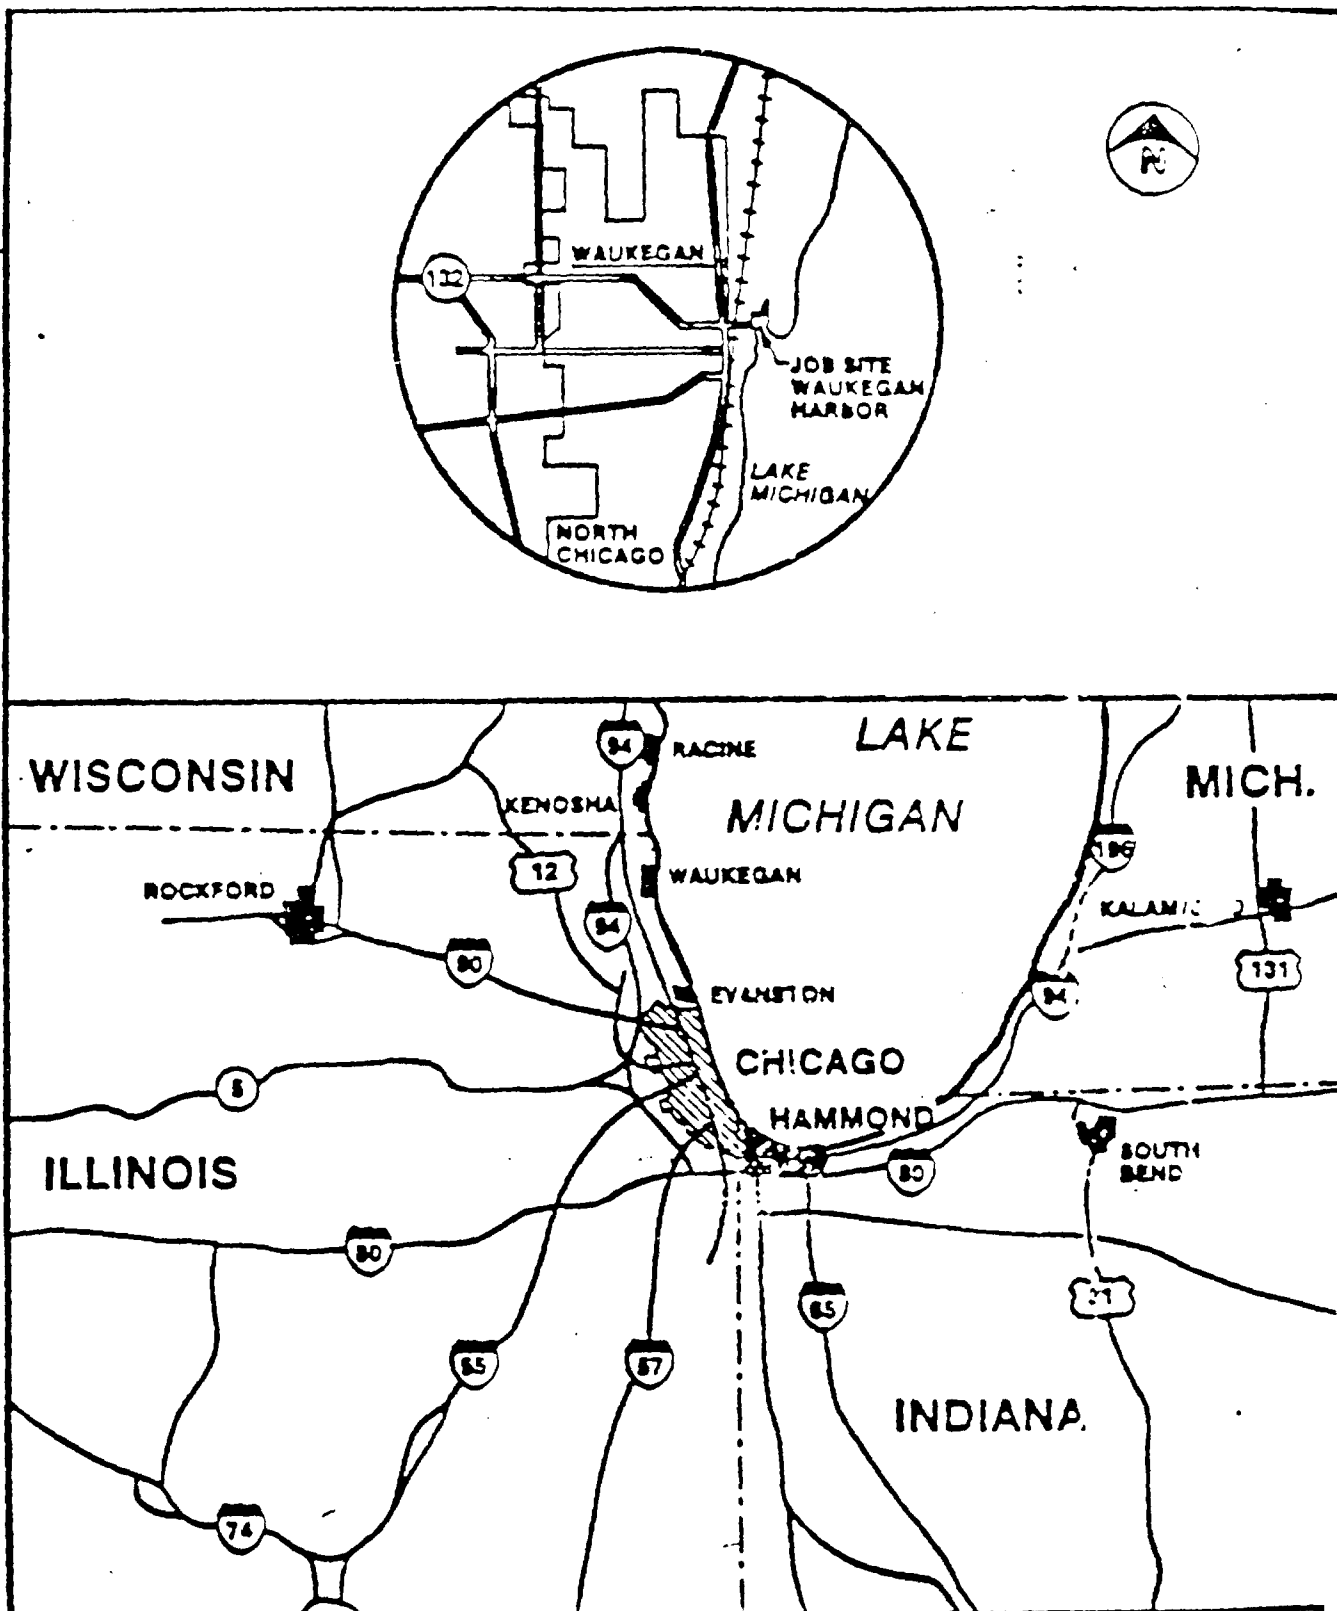 N
WAUKEGAN
132
JOB SITE
WAUKEGAN
HARBOR
LAKE
MICHIGAN
NORTH
CHICAGO
LAKE
MICHIGAN
WISCONSIN
MICH.
94
RACINE
KENOSHA
12
WAUKEGAN
196
ROCKFORD
94
90
131
94
EVANSTON
CHICAGO
5
HAMMOND
ILLINOIS
80
SOUTH
BEND
80
65
31
55
57
INDIANA
74